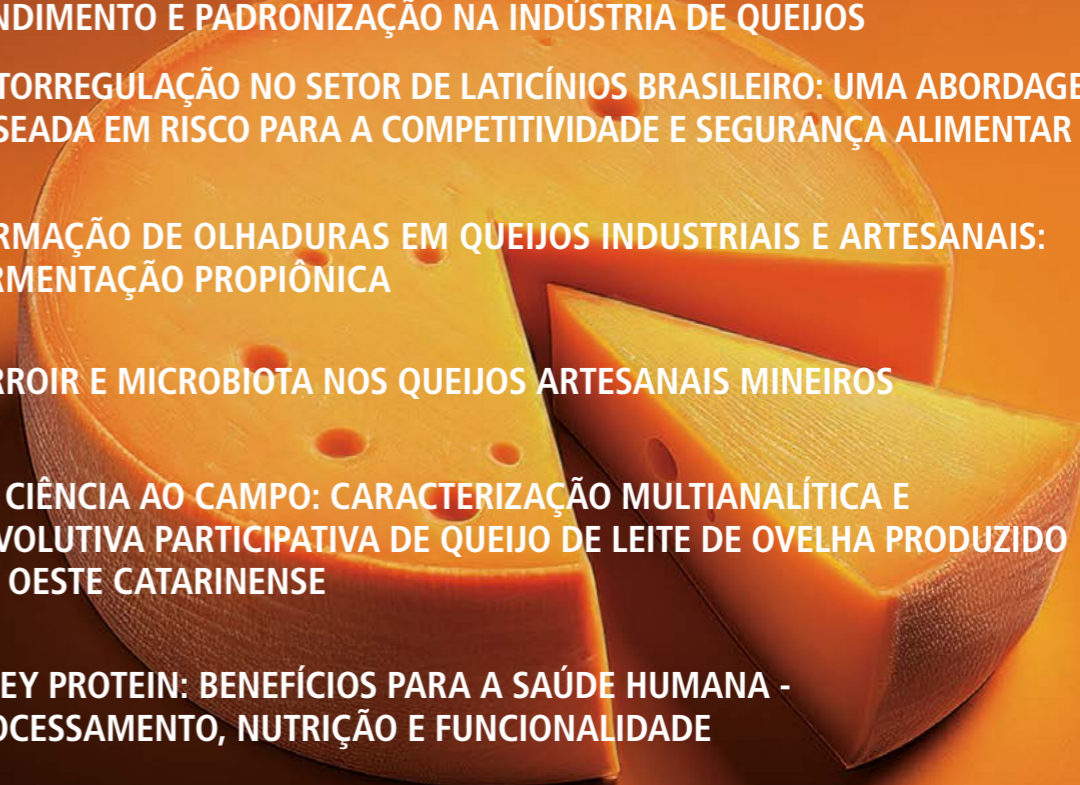 NDIMENTO E PADRONIZAÇÃO NA INDÚSTRIA DE QUEIJOS
TORREGULAÇÃO NO SETOR DE LATICÍNIOS BRASILEIRO: UMA ABORDAGE
SEADA EM RISCO PARA A COMPETITIVIDADE E SEGURANÇA ALIMENTAR
RMAÇÃO DE OLHADURAS EM QUEIJOS INDUSTRIAIS E ARTESANAIS:
RMENTAÇÃO PROPIÔNICA
RROIR E MICROBIOTA NOS QUEIJOS ARTESANAIS MINEIROS
CIÊNCIA AO CAMPO: CARACTERIZAÇÃO MULTIANALÍTICA E
VOLUTIVA PARTICIPATIVA DE QUEIJO DE LEITE DE OVELHA PRODUZIDO
OESTE CATARINENSE
EY PROTEIN: BENEFÍCIOS PARA A SAÚDE HUMANA -
OCESSAMENTO, NUTRIÇÃO E FUNCIONALIDADE